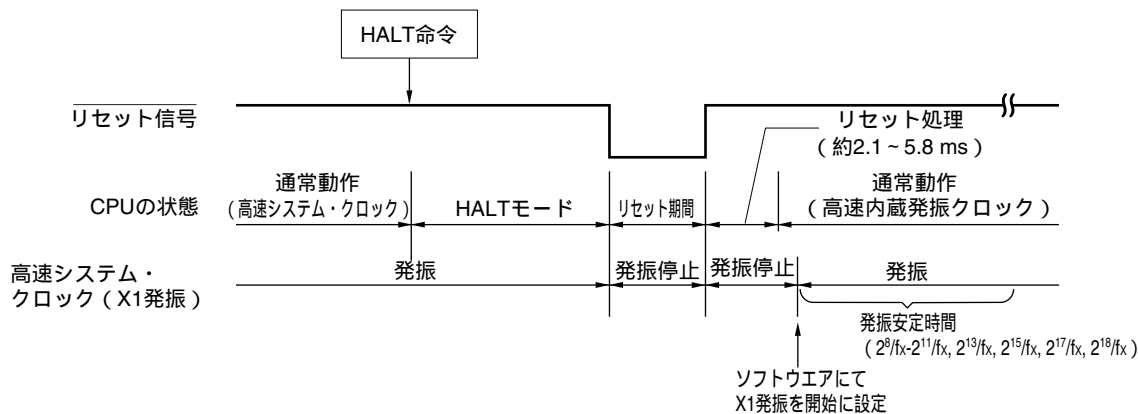 HALT命令
リセット信号
リセット処理
（約2.1～5.8 ms）
CPUの状態
通常動作
（高速システム・クロック）
HALTモード
リセット期間
通常動作
（高速内蔵発振クロック）
高速システム・
クロック（X1発振）
発振
発振停止
発振停止
発振
発振安定時間
（2⁸/fx-2¹¹/fx, 2¹³/fx, 2¹⁵/fx, 2¹⁷/fx, 2¹⁸/fx）
ソフトウエアにて
X1発振を開始に設定